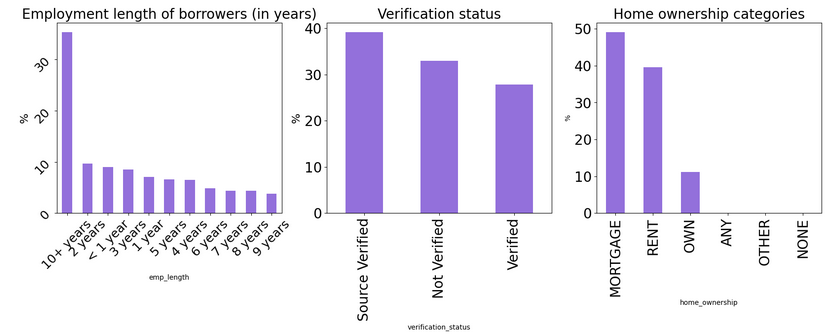 Employment length of borrowers (in years)
%
30
20
10
0
10+ years
2 years
< 1 year
3 years
1 year
5 years
4 years
6 years
7 years
8 years
9 years
emp_length
Verification status
%
40
30
20
10
0
Source Verified
Not Verified
Verified
verification_status
Home ownership categories
%
50
40
30
20
10
0
MORTGAGE
RENT
OWN
ANY
OTHER
NONE
home_ownership